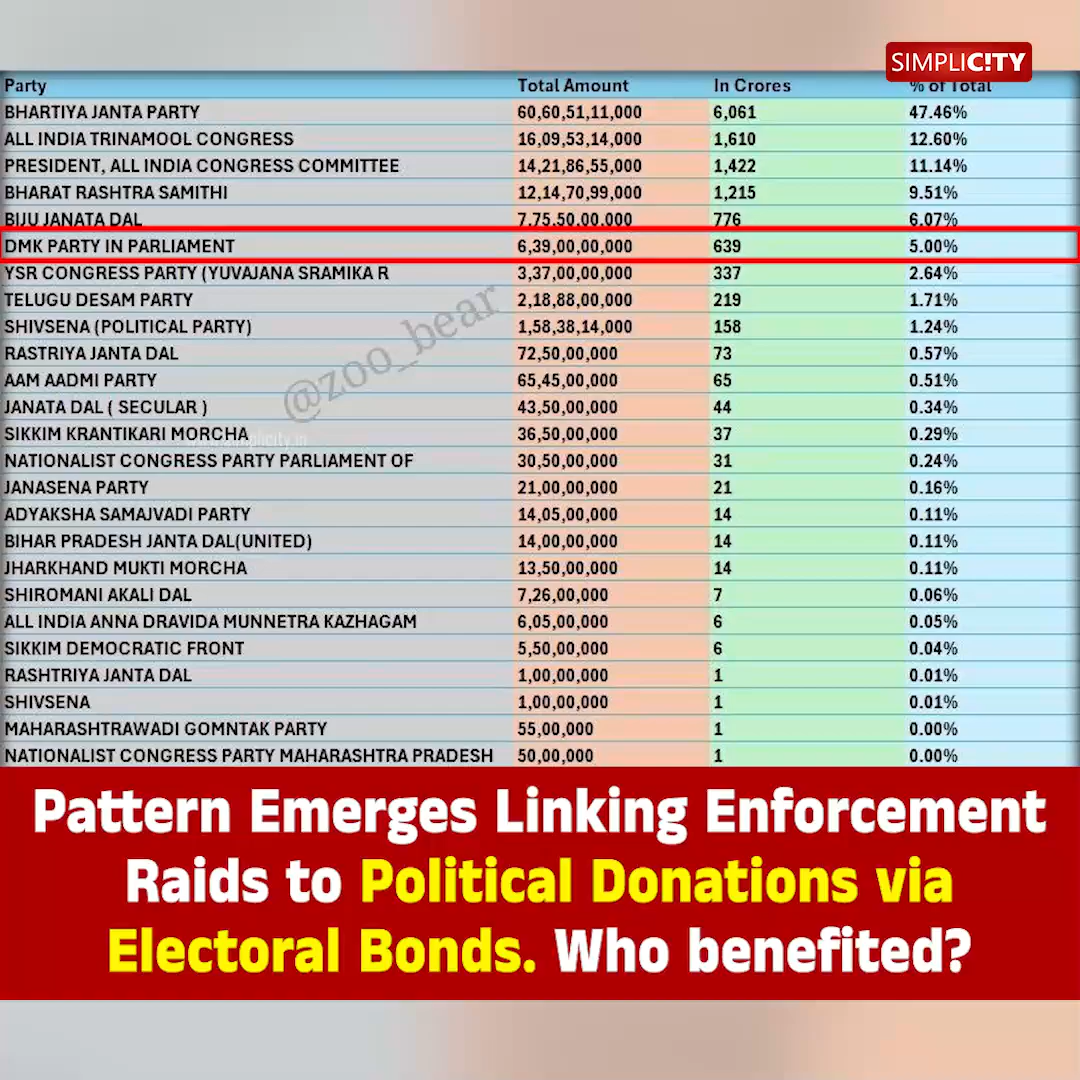 SIMPLIC!TY
Party Total Amount In Crores % of Total
BHARTIYA JANTA PARTY 60,60,51,11,000 6,061 47.46%
ALL INDIA TRINAMOOL CONGRESS 16,09,53,14,000 1,610 12.60%
PRESIDENT, ALL INDIA CONGRESS COMMITTEE 14,21,86,55,000 1,422 11.14%
BHARAT RASHTRA SAMITHI 12,14,70,99,000 1,215 9.51%
BIJU JANATA DAL 7,75,50,00,000 776 6.07%
DMK PARTY IN PARLIAMENT 6,39,00,00,000 639 5.00%
YSR CONGRESS PARTY (YUVAJANA SRAMIKA R 3,37,00,00,000 337 2.64%
TELUGU DESAM PARTY 2,18,88,00,000 219 1.71%
SHIVSENA (POLITICAL PARTY) 1,58,38,14,000 158 1.24%
RASTRIYA JANTA DAL 72,50,00,000 73 0.57%
AAM AADMI PARTY 65,45,00,000 65 0.51%
@zoo_bear
JANATA DAL ( SECULAR ) 43,50,00,000 44 0.34%
SIKKIM KRANTIKARI MORCHA 36,50,00,000 37 0.29%
NATIONALIST CONGRESS PARTY PARLIAMENT OF 30,50,00,000 31 0.24%
JANASENA PARTY 21,00,00,000 21 0.16%
ADYAKSHA SAMAJVADI PARTY 14,05,00,000 14 0.11%
BIHAR PRADESH JANTA DAL(UNITED) 14,00,00,000 14 0.11%
JHARKHAND MUKTI MORCHA 13,50,00,000 14 0.11%
SHIROMANI AKALI DAL 7,26,00,000 7 0.06%
ALL INDIA ANNA DRAVIDA MUNNETRA KAZHAGAM 6,05,00,000 6 0.05%
SIKKIM DEMOCRATIC FRONT 5,50,00,000 6 0.04%
RASHTRIYA JANTA DAL 1,00,00,000 1 0.01%
SHIVSENA 1,00,00,000 1 0.01%
MAHARASHTRAWADI GOMNTAK PARTY 55,00,000 1 0.00%
NATIONALIST CONGRESS PARTY MAHARASHTRA PRADESH 50,00,000 1 0.00%
Pattern Emerges Linking Enforcement
Raids to Political Donations via
Electoral Bonds. Who benefited?